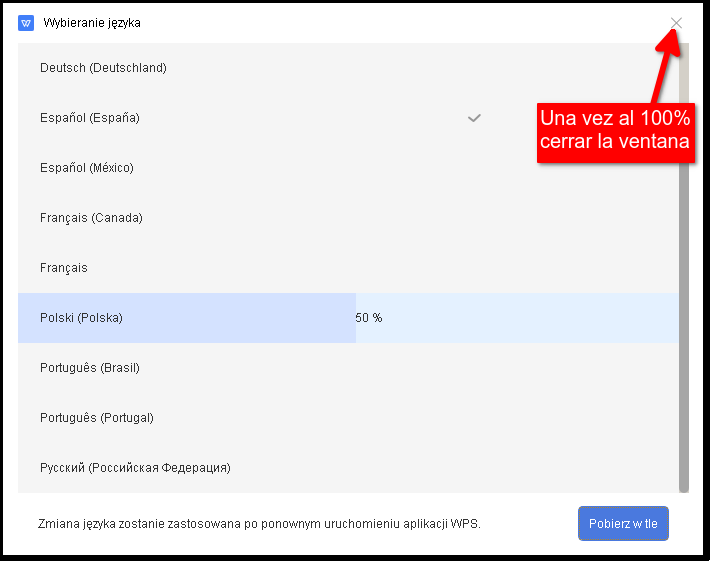 Wybieranie języka
Deutsch (Deutschland)
Español (España)
Una vez al 100%
cerrar la ventana
Español (México)
Français (Canada)
Français
Polski (Polska)
50 %
Português (Brasil)
Português (Portugal)
Русский (Российская Федерация)
Zmiana języka zostanie zastosowana po ponownym uruchomieniu aplikacji WPS.
Pobierz w tle